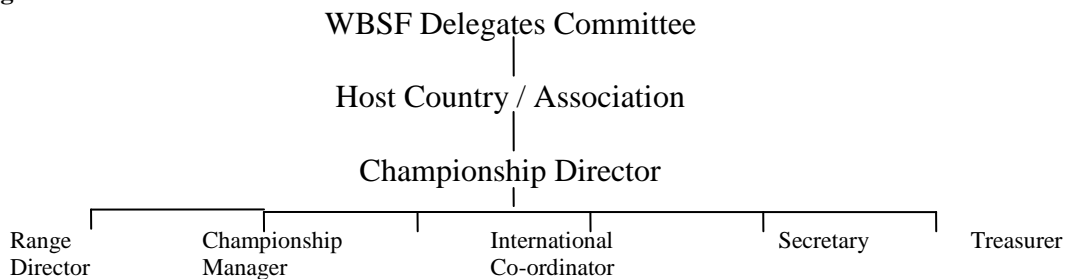 WBSF Delegates Committee
Host Country / Association
Championship Director
Range Director
Championship Manager
International Co-ordinator
Secretary
Treasurer